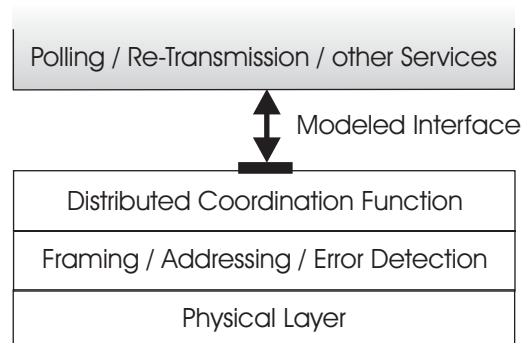 Polling / Re-Transmission / other Services
Modeled Interface
Distributed Coordination Function
Framing / Addressing / Error Detection
Physical Layer